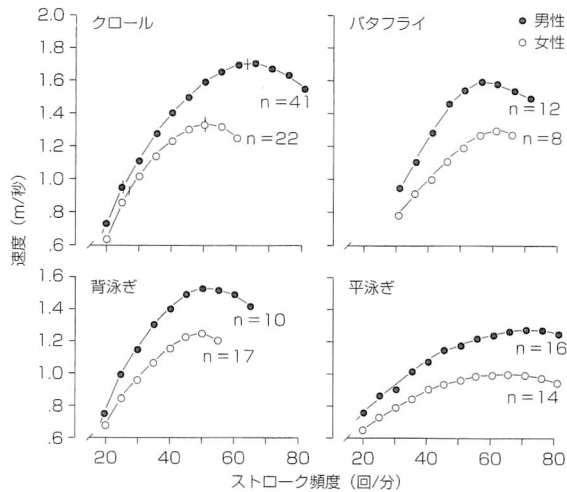 クロール
バタフライ
● 男性
○ 女性
2.0
1.8
1.6
1.4
1.2
1.0
.8
.6
n=41
n=22
n=12
n=8
速度 (m/秒)
背泳ぎ
平泳ぎ
1.6
1.4
1.2
1.0
.8
.6
n=10
n=17
n=16
n=14
20 40 60 80
20 40 60 80
ストローク頻度 (回/分)